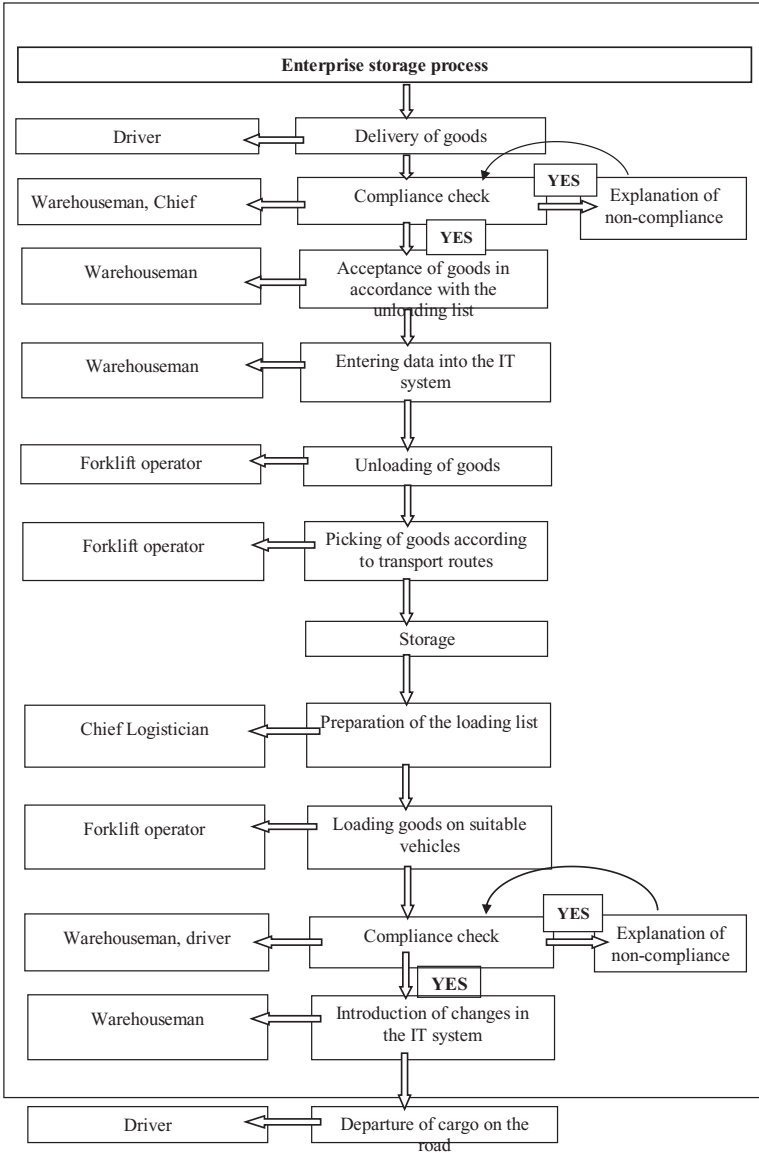 Enterprise storage process
Driver
Delivery of goods
YES
Warehouseman, Chief
Compliance check
Explanation of
non-compliance
YES
Warehouseman
Acceptance of goods in
accordance with the
unloading list
Warehouseman
Entering data into the IT
system
Forklift operator
Unloading of goods
Forklift operator
Picking of goods according
to transport routes
Storage
Chief Logistician
Preparation of the loading list
Forklift operator
Loading goods on suitable
vehicles
YES
Warehouseman, driver
Compliance check
Explanation of
non-compliance
YES
Warehouseman
Introduction of changes in
the IT system
Driver
Departure of cargo on the
road